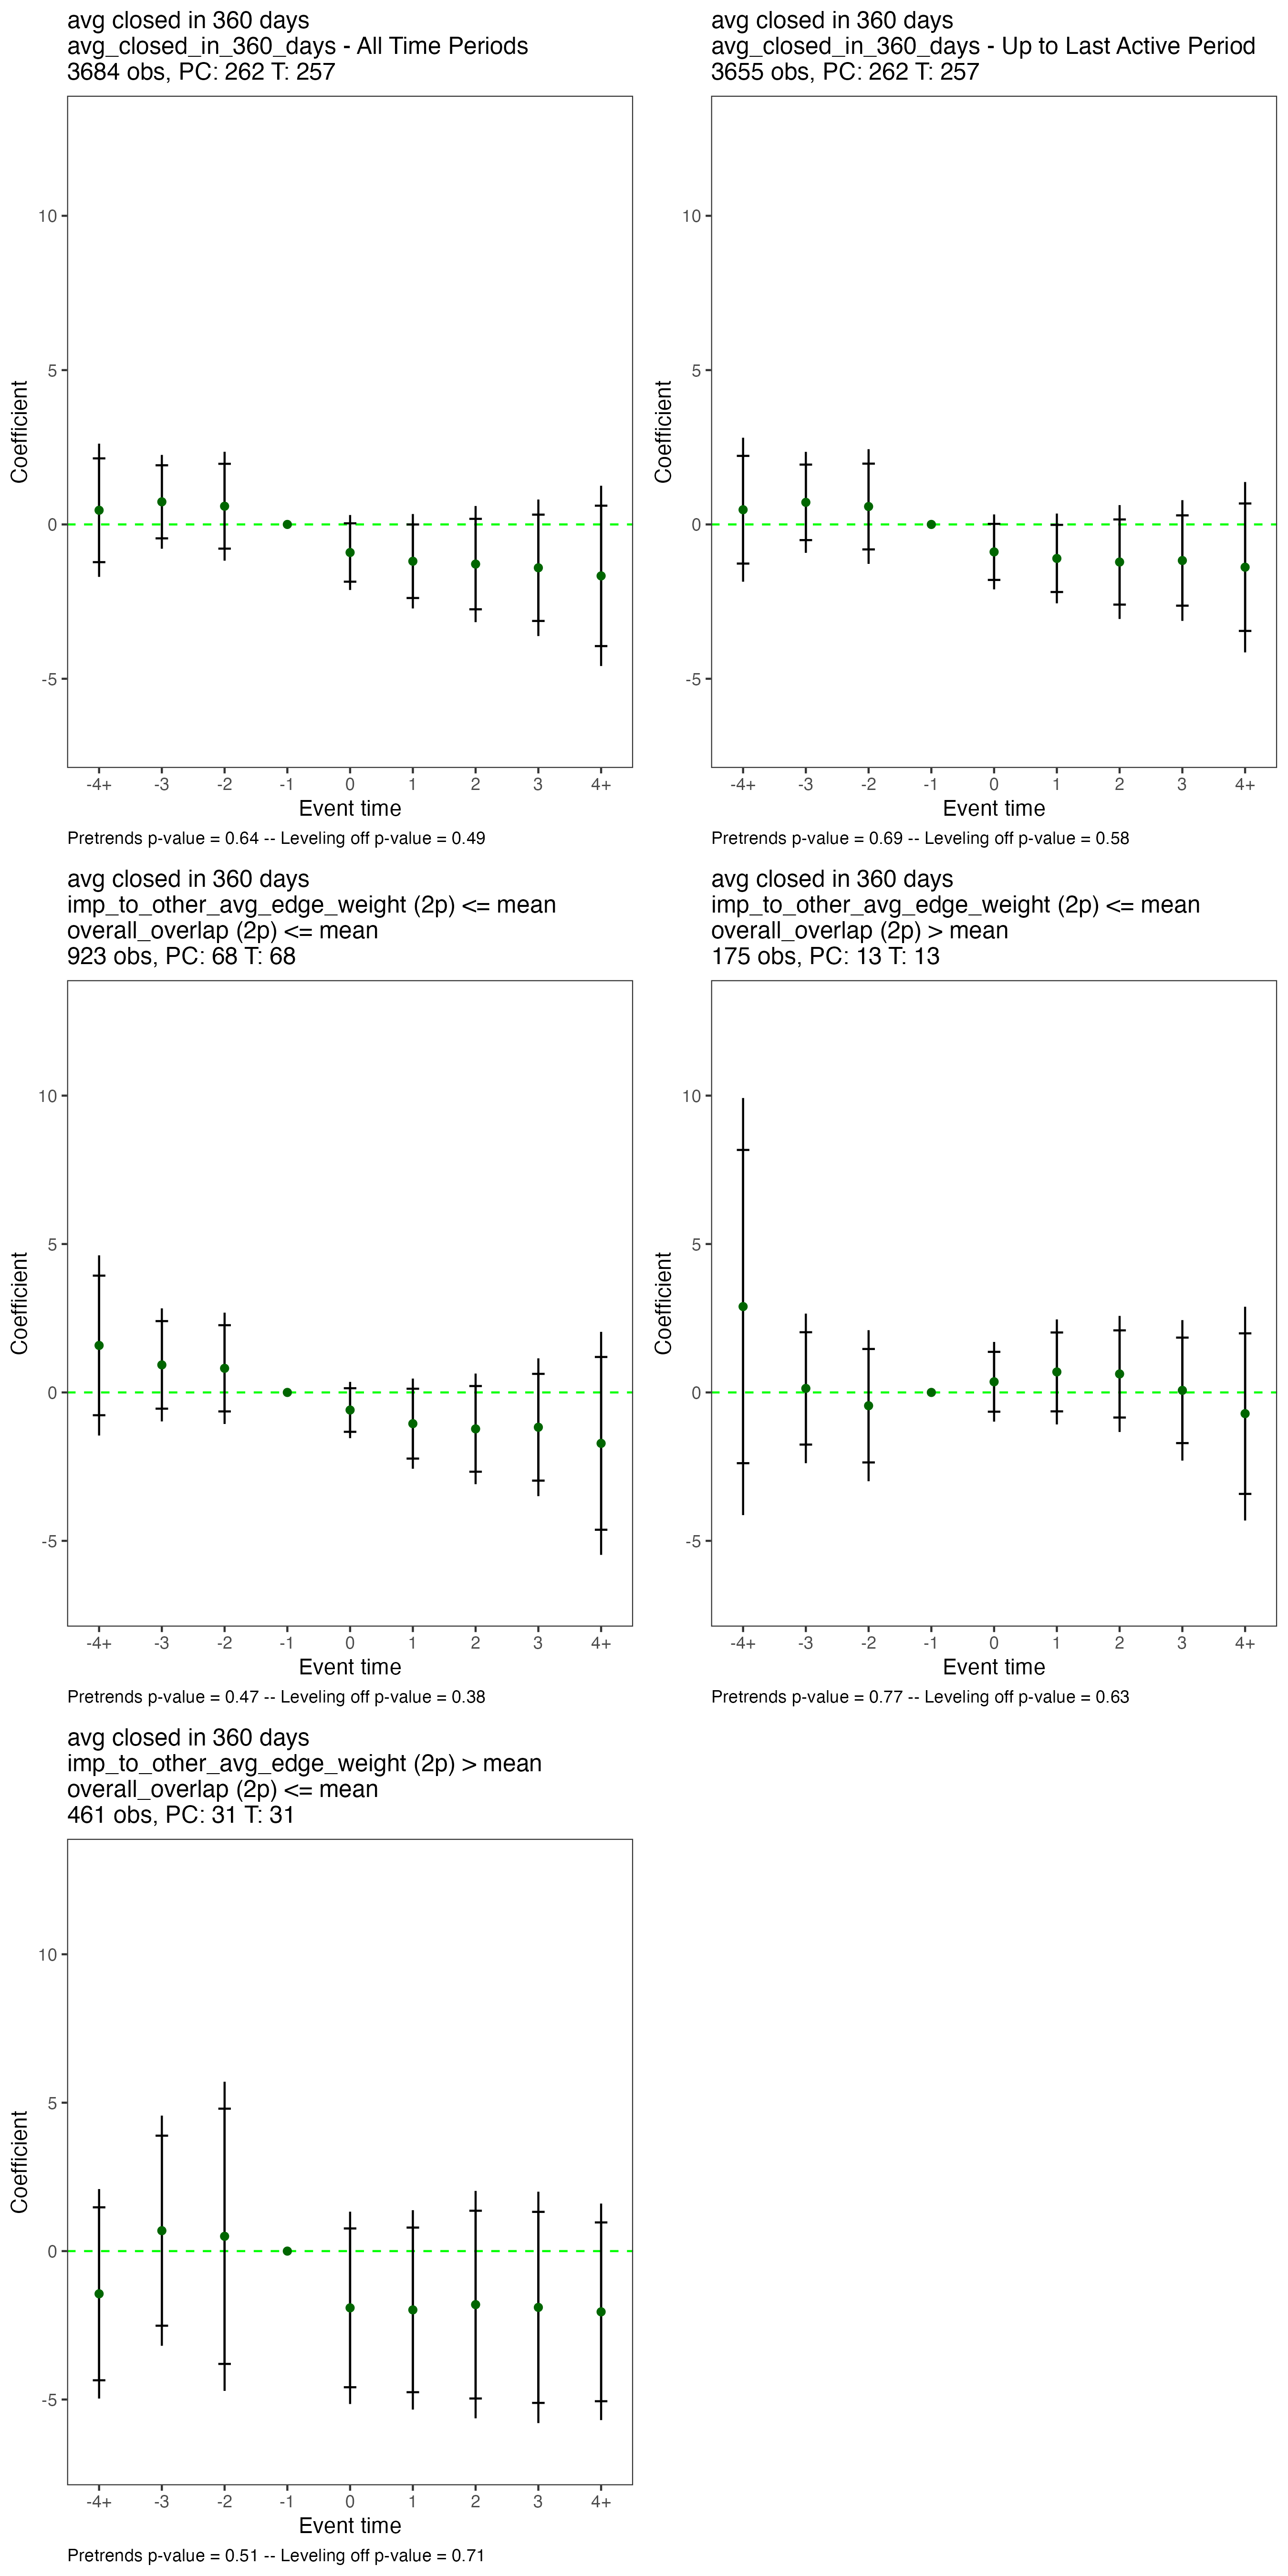 avg closed in 360 days
avg_closed_in_360_days - All Time Periods
3684 obs, PC: 262 T: 257
10
5
0
-5
Coefficient
-4+ -3 -2 -1 0 1 2 3 4+
Event time
Pretrends p-value = 0.64 -- Leveling off p-value = 0.49
avg closed in 360 days
avg_closed_in_360_days - Up to Last Active Period
3655 obs, PC: 262 T: 257
10
5
0
-5
Coefficient
-4+ -3 -2 -1 0 1 2 3 4+
Event time
Pretrends p-value = 0.69 -- Leveling off p-value = 0.58
avg closed in 360 days
imp_to_other_avg_edge_weight (2p) <= mean
overall_overlap (2p) <= mean
923 obs, PC: 68 T: 68
10
5
0
-5
Coefficient
-4+ -3 -2 -1 0 1 2 3 4+
Event time
Pretrends p-value = 0.47 -- Leveling off p-value = 0.38
avg closed in 360 days
imp_to_other_avg_edge_weight (2p) <= mean
overall_overlap (2p) > mean
175 obs, PC: 13 T: 13
10
5
0
-5
Coefficient
-4+ -3 -2 -1 0 1 2 3 4+
Event time
Pretrends p-value = 0.77 -- Leveling off p-value = 0.63
avg closed in 360 days
imp_to_other_avg_edge_weight (2p) > mean
overall_overlap (2p) <= mean
461 obs, PC: 31 T: 31
10
5
0
-5
Coefficient
-4+ -3 -2 -1 0 1 2 3 4+
Event time
Pretrends p-value = 0.51 -- Leveling off p-value = 0.71